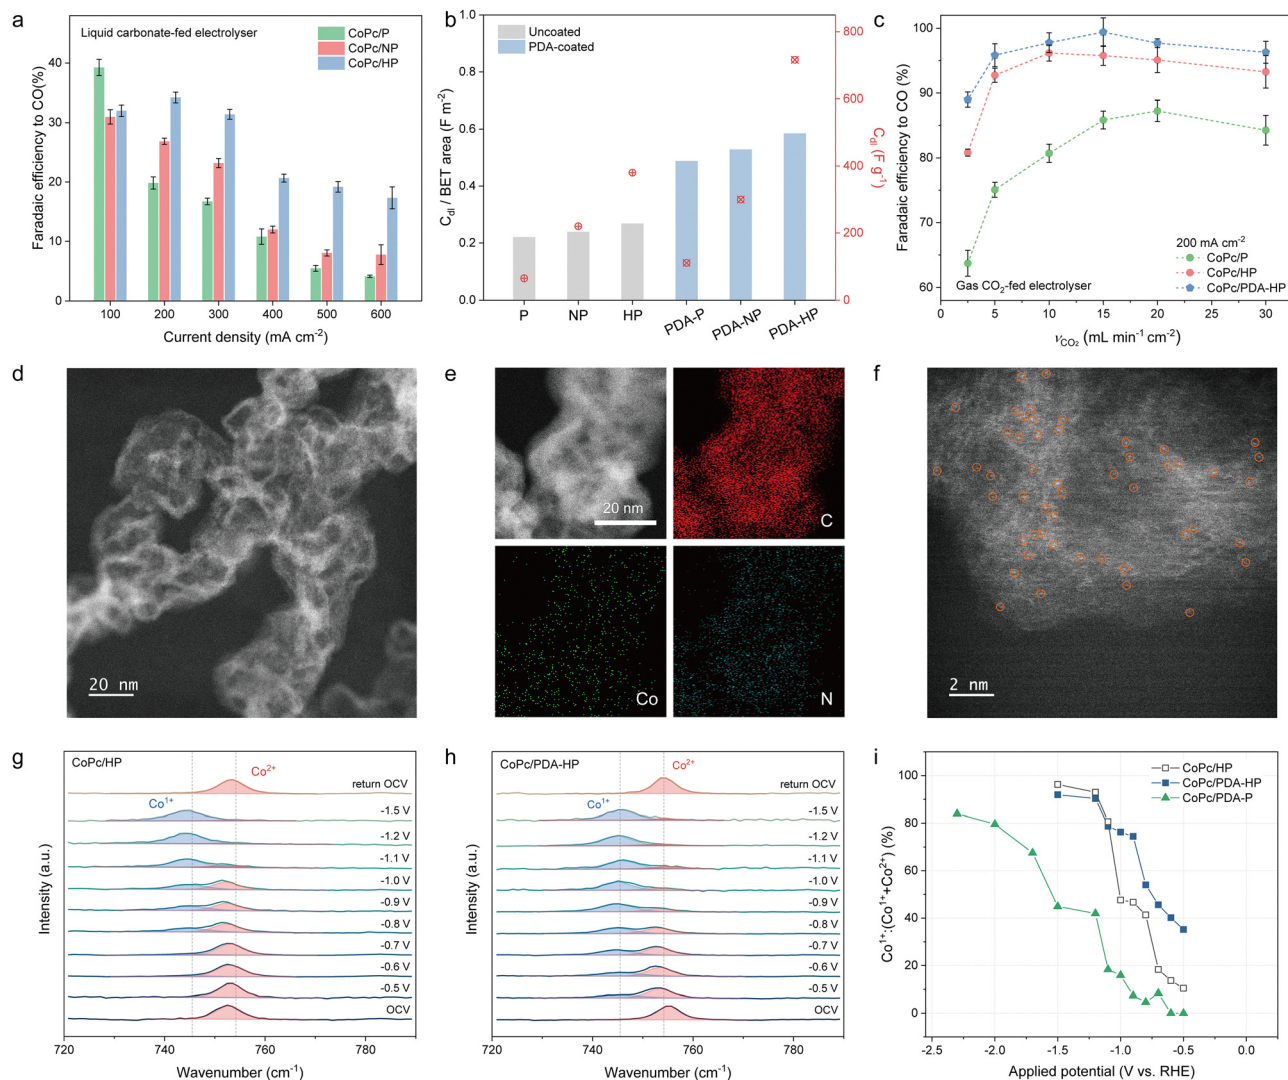 a
Liquid carbonate-fed electrolyser
CoPc/P
CoPc/NP
CoPc/HP
Faradaic efficiency to CO(%)
40
30
20
10
0
100 200 300 400 500 600
Current density (mA cm⁻²)
b
Uncoated
PDA-coated
C_dl / BET area (F m⁻²)
1.0
0.8
0.6
0.4
0.2
0.0
P NP HP PDA-P PDA-NP PDA-HP
800
600
400
200
0
C_dl (F g⁻¹)
c
Faradaic efficiency to CO (%)
100
95
90
85
80
75
70
65
60
200 mA cm⁻²
CoPc/P
CoPc/HP
CoPc/PDA-HP
Gas CO₂-fed electrolyser
0 5 10 15 20 25 30
ν_CO₂ (mL min⁻¹ cm⁻²)
d
20 nm
e
20 nm
C
Co
N
f
2 nm
g
CoPc/HP
Co²⁺
return OCV
Co¹⁺
-1.5 V
-1.2 V
-1.1 V
-1.0 V
-0.9 V
-0.8 V
-0.7 V
-0.6 V
-0.5 V
OCV
Intensity (a.u.)
720 740 760 780
Wavenumber (cm⁻¹)
h
CoPc/PDA-HP
Co²⁺
return OCV
Co¹⁺
-1.5 V
-1.2 V
-1.1 V
-1.0 V
-0.9 V
-0.8 V
-0.7 V
-0.6 V
-0.5 V
OCV
Intensity (a.u.)
720 740 760 780
Wavenumber (cm⁻¹)
i
CoPc/HP
CoPc/PDA-HP
CoPc/PDA-P
Co¹⁺:(Co¹⁺+Co²⁺) (%)
100
80
60
40
20
0
-2.5 -2.0 -1.5 -1.0 -0.5 0.0
Applied potential (V vs. RHE)